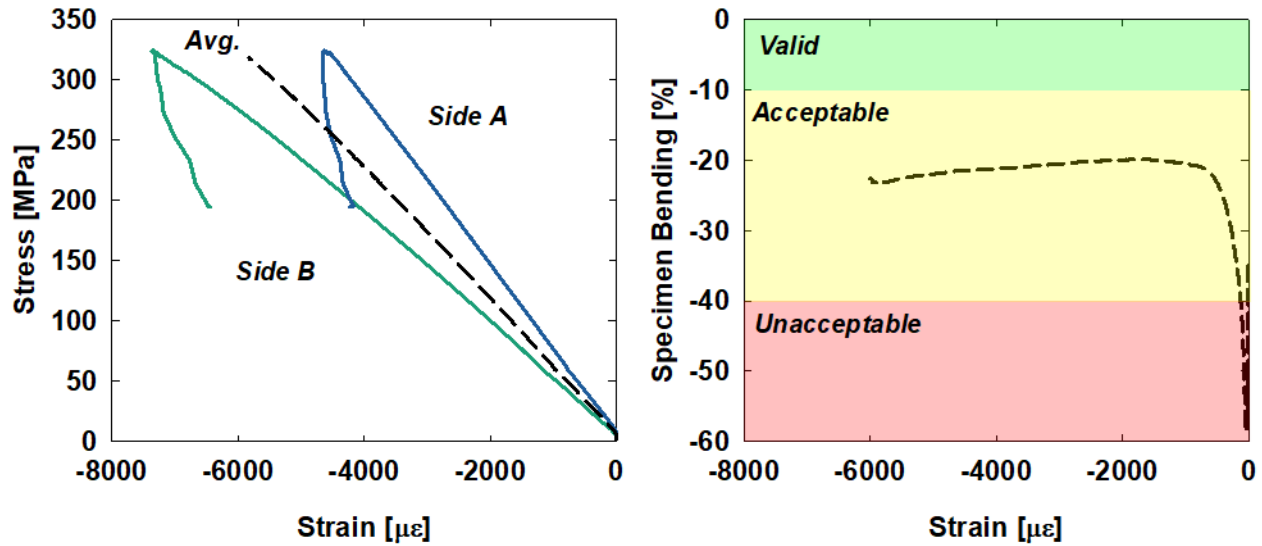 350
300
250
200
150
100
50
0
Stress [MPa]
Avg.
Side A
Side B
-8000 -6000 -4000 -2000 0
Strain [με]
0
-10
-20
-30
-40
-50
-60
Specimen Bending [%]
Valid
Acceptable
Unacceptable
-8000 -6000 -4000 -2000 0
Strain [με]